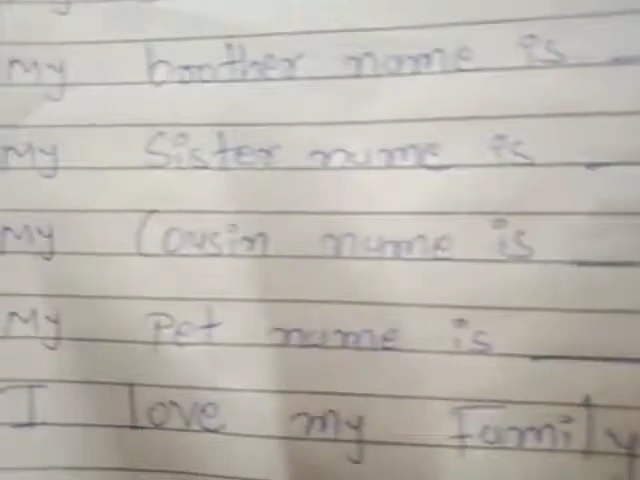 My brother name is
My Sister name is
My Cousin name is
My Pet name is
I love my Family